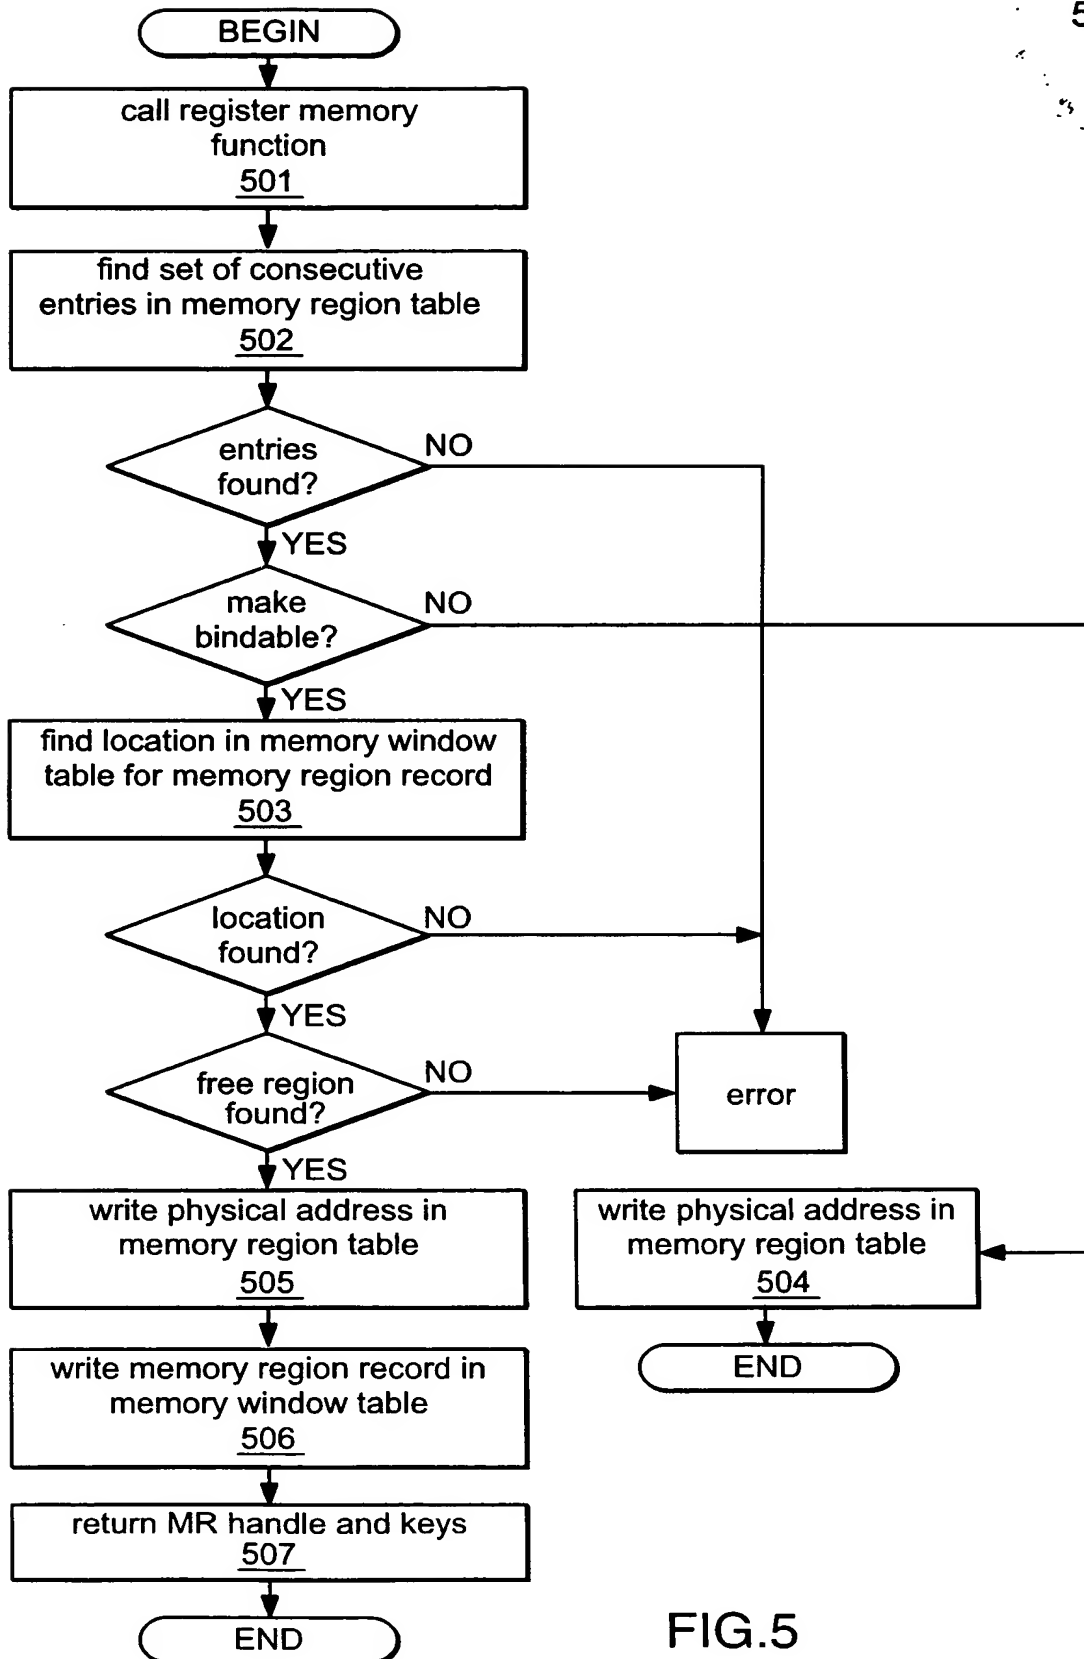 5
BEGIN
call register memory
function
501
find set of consecutive
entries in memory region table
502
entries
found?
NO
YES
make
bindable?
NO
YES
find location in memory window
table for memory region record
503
location
found?
NO
YES
free region
found?
NO
error
YES
write physical address in
memory region table
505
write physical address in
memory region table
504
END
write memory region record in
memory window table
506
return MR handle and keys
507
END
FIG.5